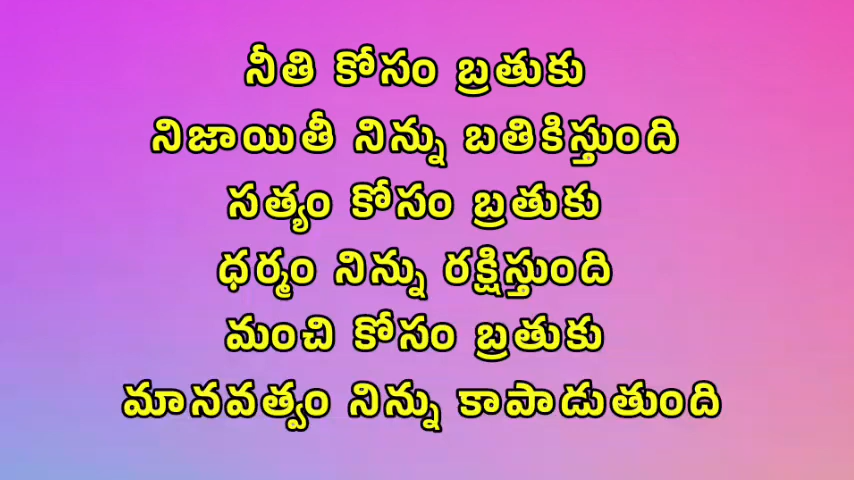 నీతి కోసం బ్రతుకు
నిజాయితీ నిన్ను బతికిస్తుంది
సత్యం కోసం బ్రతుకు
ధర్మం నిన్ను రక్షిస్తుంది
మంచి కోసం బ్రతుకు
మానవత్వం నిన్ను కాపాడుతుంది